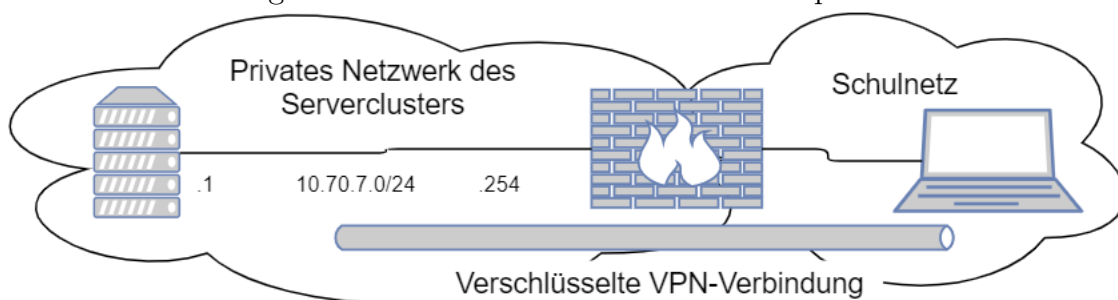 Privates Netzwerk des
Serverclusters
Schulnetz
.1
10.70.7.0/24
.254
Verschlüsselte VPN-Verbindung